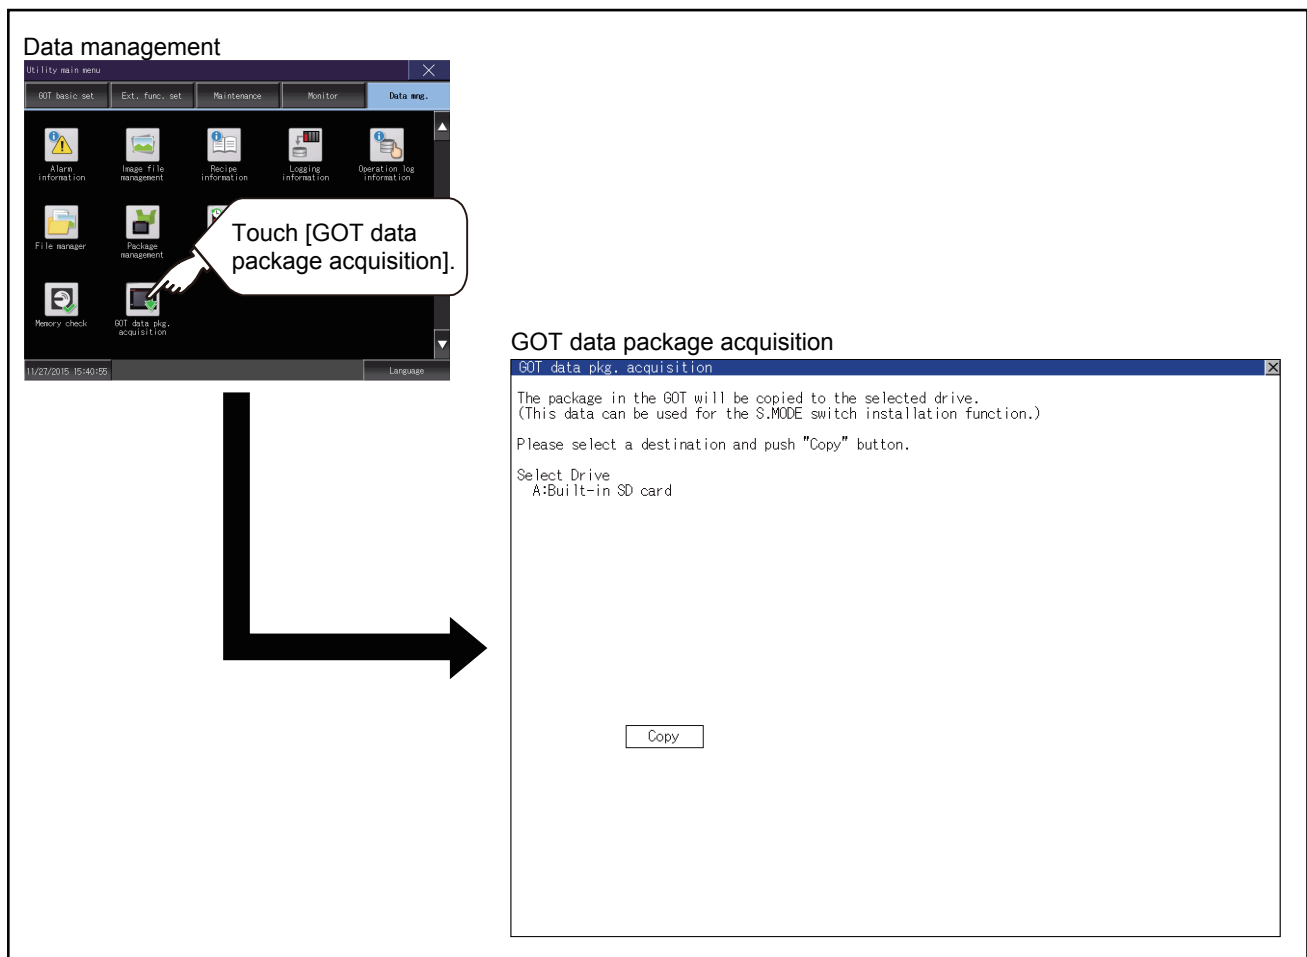 Data management
Utility main menu
GOT basic set
Ext. func. set
Maintenance
Monitor
Data mng.
Alarm
information
Image file
management
Recipe
information
Logging
information
Operation log
information
File manager
Package
management
Touch [GOT data
package acquisition].
Memory check
GOT data pkg.
acquisition
11/27/2015 15:40:55
Language
GOT data package acquisition
GOT data pkg. acquisition
The package in the GOT will be copied to the selected drive.
(This data can be used for the S.MODE switch installation function.)
Please select a destination and push "Copy" button.
Select Drive
A:Built-in SD card
Copy